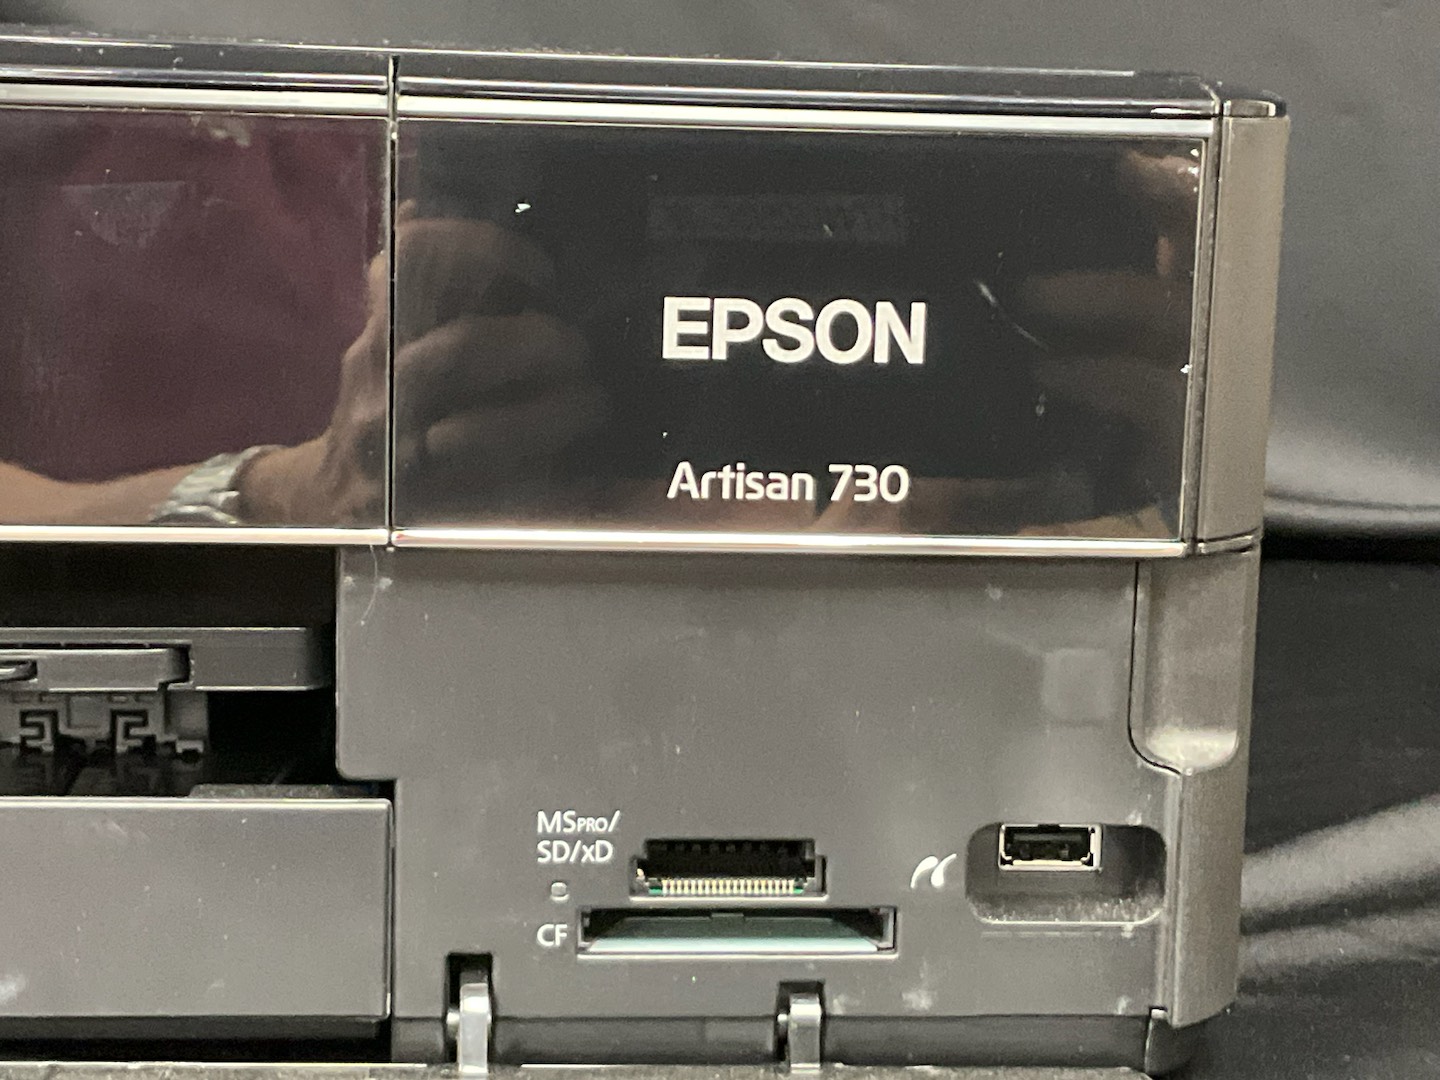 EPSON
Artisan 730
MSPRO/
SD/xD
CF